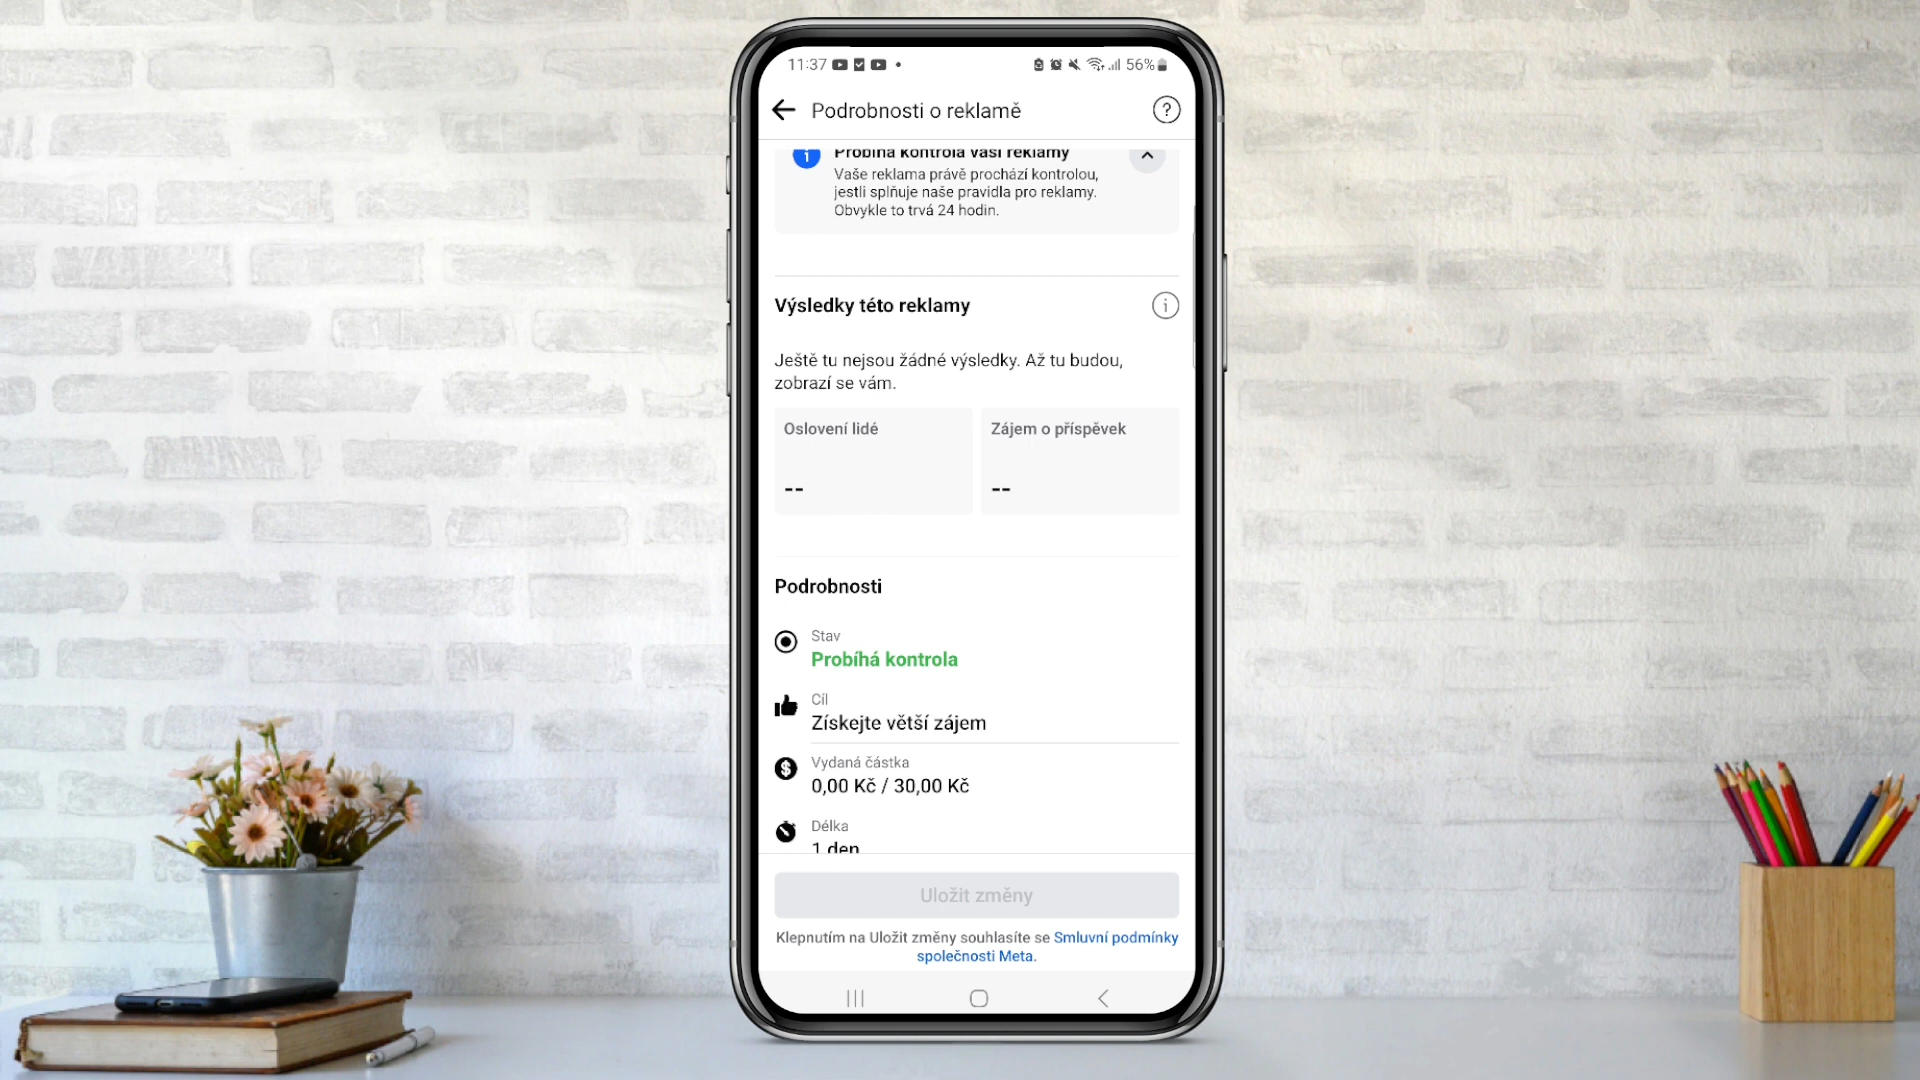 11:37
56%
Podrobnosti o reklamě
?
Probíhá kontrola vaší reklamy
Vaše reklama právě prochází kontrolou,
jestli splňuje naše pravidla pro reklamy.
Obvykle to trvá 24 hodin.
Výsledky této reklamy
Ještě tu nejsou žádné výsledky. Až tu budou,
zobrazí se vám.
Oslovení lidé
Zájem o příspěvek
--
--
Podrobnosti
Stav
Probíhá kontrola
Cíl
Získejte větší zájem
Vydaná částka
0,00 Kč / 30,00 Kč
Délka
1 den
Uložit změny
Klepnutím na Uložit změny souhlasíte se Smluvní podmínky
společnosti Meta.